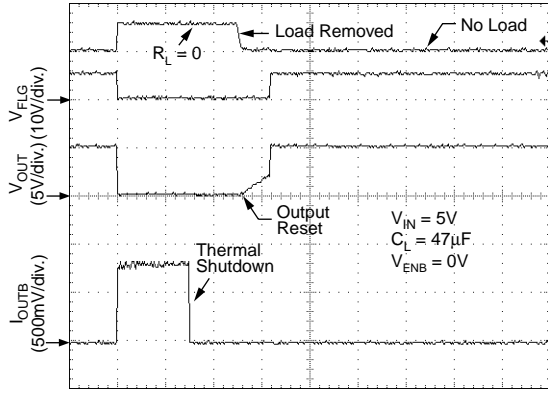 Load Removed
No Load
R_L = 0
V_FLG
(10V/div.)
V_OUT
(5V/div.)
Output
Reset
V_IN = 5V
C_L = 47µF
V_ENB = 0V
Thermal
Shutdown
I_OUTB
(500mV/div.)